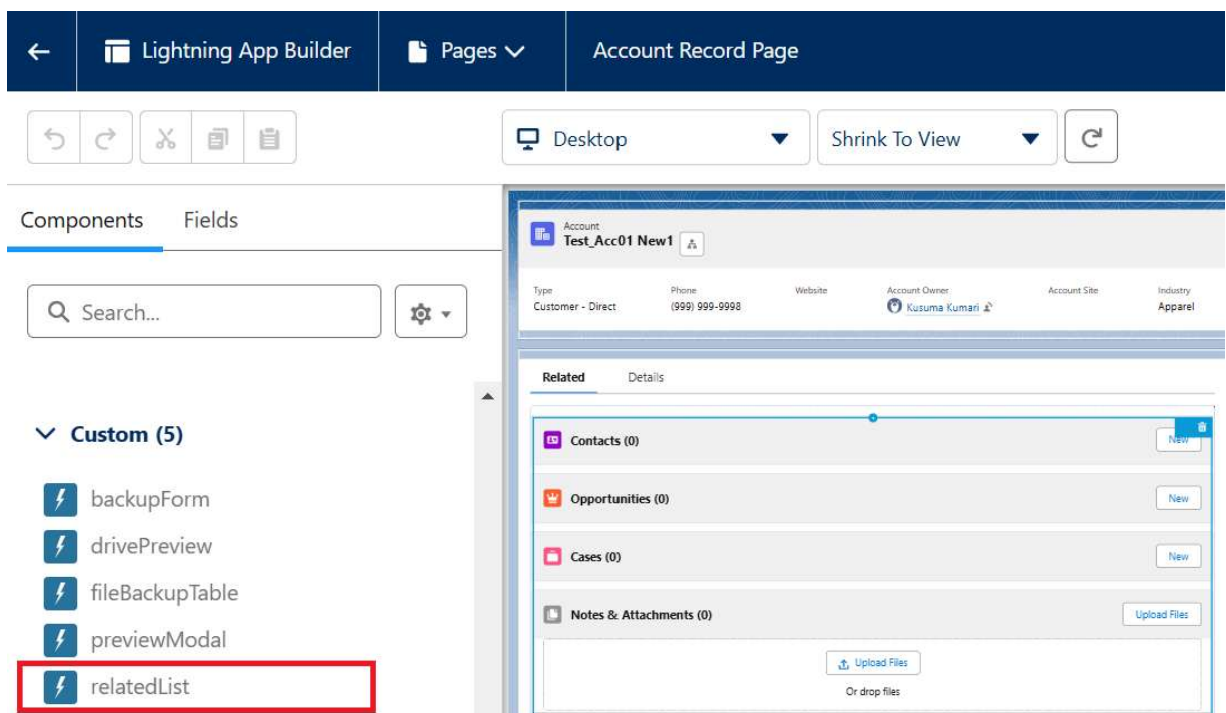 Lightning App Builder Pages Account Record Page
Desktop Shrink To View
Components Fields
Search...
Custom (5)
backupForm
drivePreview
fileBackupTable
previewModal
relatedList
Account
Test_Acc01 New1
Type Phone Website Account Owner Account Site Industry
Customer - Direct (999) 999-9998 Kusuma Kumari Apparel
Related Details
Contacts (0) New
Opportunities (0) New
Cases (0) New
Notes & Attachments (0) Upload Files
Upload Files
Or drop files